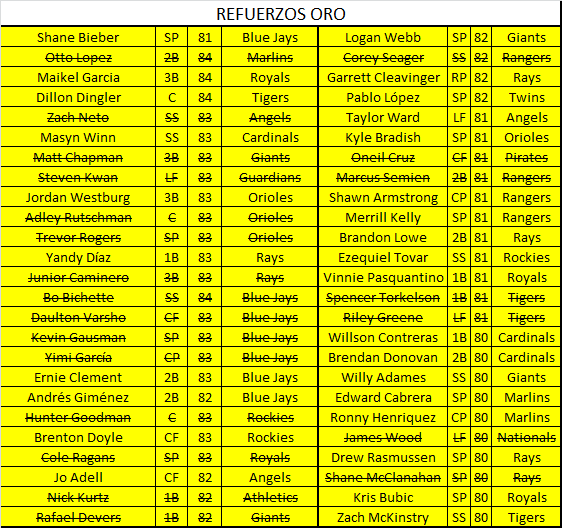 REFUERZOS ORO
Shane Bieber SP 81 Blue Jays Logan Webb SP 82 Giants
Otto Lopez 2B 84 Marlins Corey Seager SS 82 Rangers
Maikel Garcia 3B 84 Royals Garrett Cleavinger RP 82 Rays
Dillon Dingler C 84 Tigers Pablo López SP 82 Twins
Zach Neto SS 83 Angels Taylor Ward LF 81 Angels
Masyn Winn SS 83 Cardinals Kyle Bradish SP 81 Orioles
Matt Chapman 3B 83 Giants Oneil Cruz CF 81 Pirates
Steven Kwan LF 83 Guardians Marcus Semien 2B 81 Rangers
Jordan Westburg 3B 83 Orioles Shawn Armstrong CP 81 Rangers
Adley Rutschman C 83 Orioles Merrill Kelly SP 81 Rangers
Trevor Rogers SP 83 Orioles Brandon Lowe 2B 81 Rays
Yandy Díaz 1B 83 Rays Ezequiel Tovar SS 81 Rockies
Junior Caminero 3B 83 Rays Vinnie Pasquantino 1B 81 Royals
Bo Bichette SS 84 Blue Jays Spencer Torkelson 1B 81 Tigers
Daulton Varsho CF 83 Blue Jays Riley Greene LF 81 Tigers
Kevin Gausman SP 83 Blue Jays Willson Contreras 1B 80 Cardinals
Yimi García CP 83 Blue Jays Brendan Donovan 2B 80 Cardinals
Ernie Clement 2B 83 Blue Jays Willy Adames SS 80 Giants
Andrés Giménez 2B 82 Blue Jays Edward Cabrera SP 80 Marlins
Hunter Goodman C 83 Rockies Ronny Henriquez CP 80 Marlins
Brenton Doyle CF 83 Rockies James Wood LF 80 Nationals
Cole Ragans SP 83 Royals Drew Rasmussen SP 80 Rays
Jo Adell CF 82 Angels Shane McClanahan SP 80 Rays
Nick Kurtz 1B 82 Athletics Kris Bubic SP 80 Royals
Rafael Devers 1B 82 Giants Zach McKinstry SS 80 Tigers